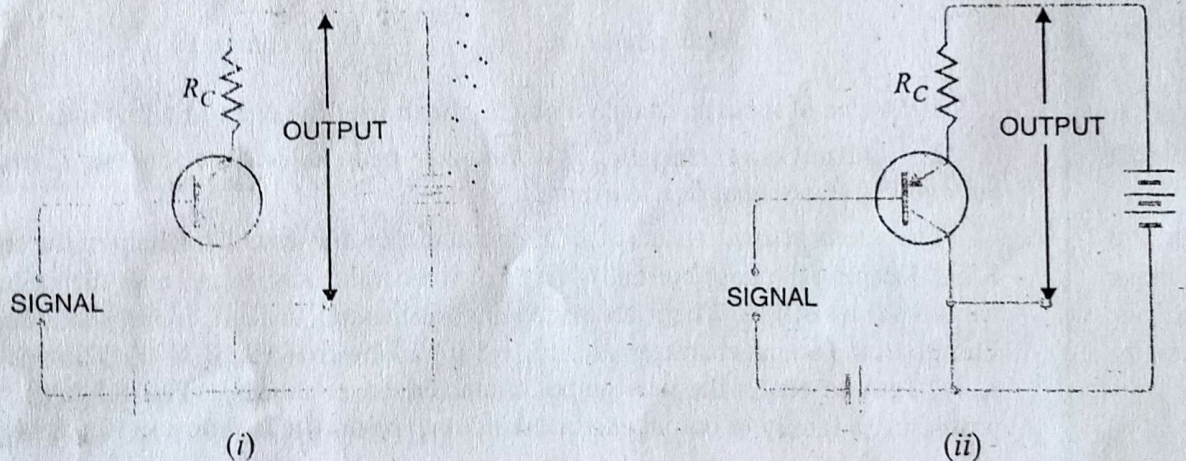 R_C
OUTPUT
SIGNAL
(i)
R_C
OUTPUT
SIGNAL
(ii)